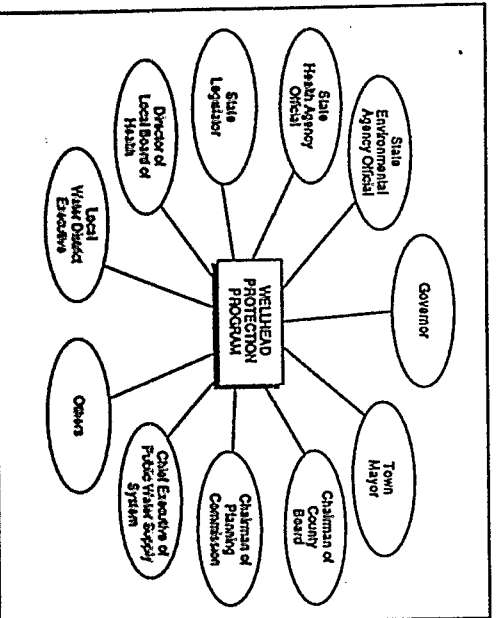 Governor
State
Environmental
Agency Official
Town
Mayor
State
Health Agency
Official
Chairman of
County
Board
WELLHEAD
PROTECTION
PROGRAM
State
Legislator
Chairman of
Planning
Commission
Director of
Local Board of
Health
Chief Executive of
Public Water Supply
System
Local
Water District
Executive
Others